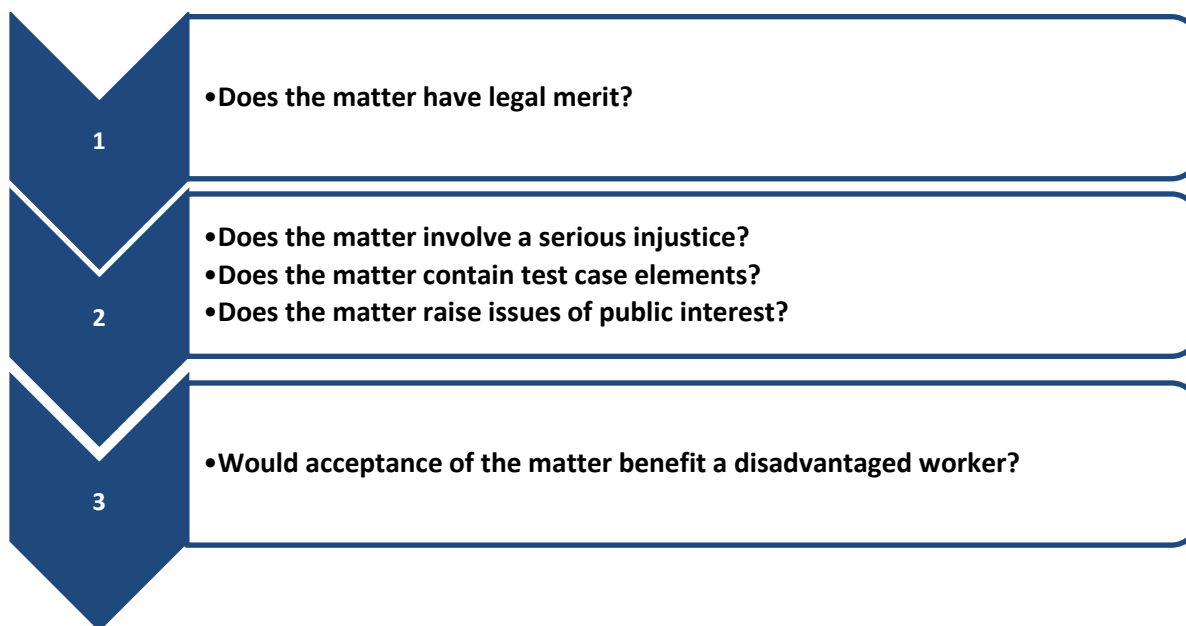 1
•Does the matter have legal merit?
2
•Does the matter involve a serious injustice?
•Does the matter contain test case elements?
•Does the matter raise issues of public interest?
3
•Would acceptance of the matter benefit a disadvantaged worker?